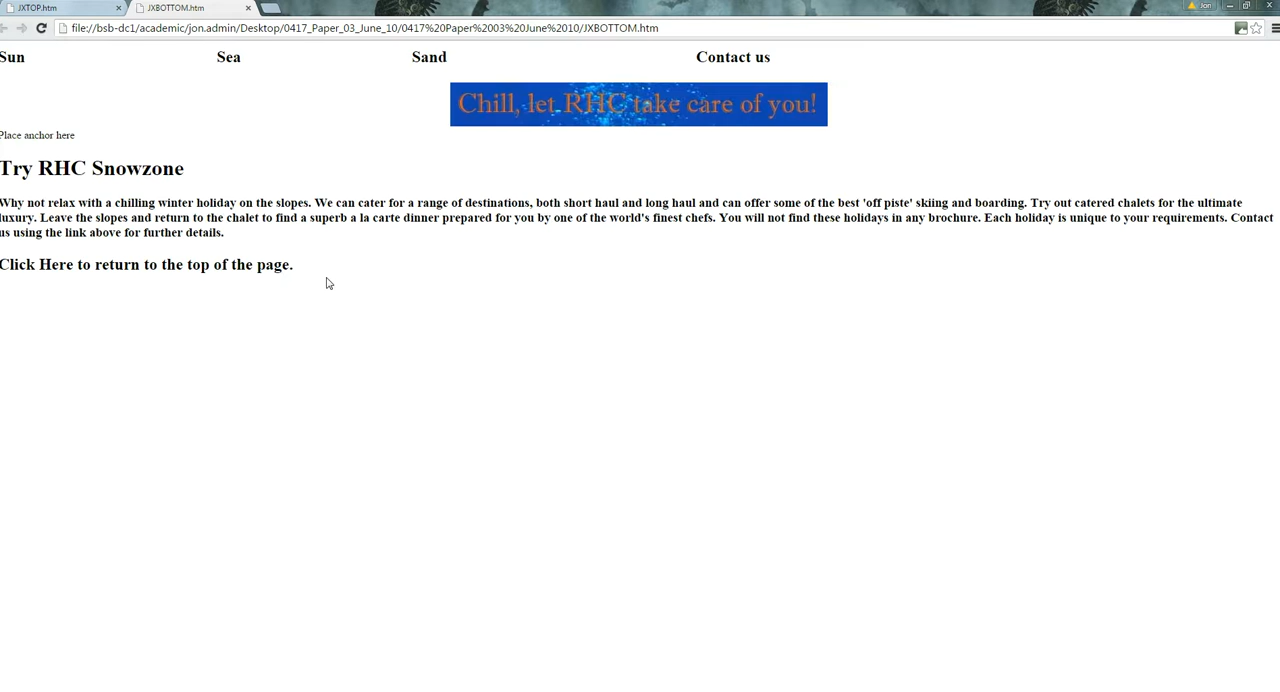 JXTOP.htm JXBOTTOM.htm Jon
file://bsb-dc1/academic/jon.admin/Desktop/0417_Paper_03_June_10/0417%20Paper%2003%20June%2010/JXBOTTOM.htm
Sun Sea Sand Contact us
Chill, let RHC take care of you!
Place anchor here
Try RHC Snowzone
Why not relax with a chilling winter holiday on the slopes. We can cater for a range of destinations, both short haul and long haul and can offer some of the best 'off piste' skiing and boarding. Try out catered chalets for the ultimate
luxury. Leave the slopes and return to the chalet to find a superb a la carte dinner prepared for you by one of the world's finest chefs. You will not find these holidays in any brochure. Each holiday is unique to your requirements. Contact
us using the link above for further details.
Click Here to return to the top of the page.